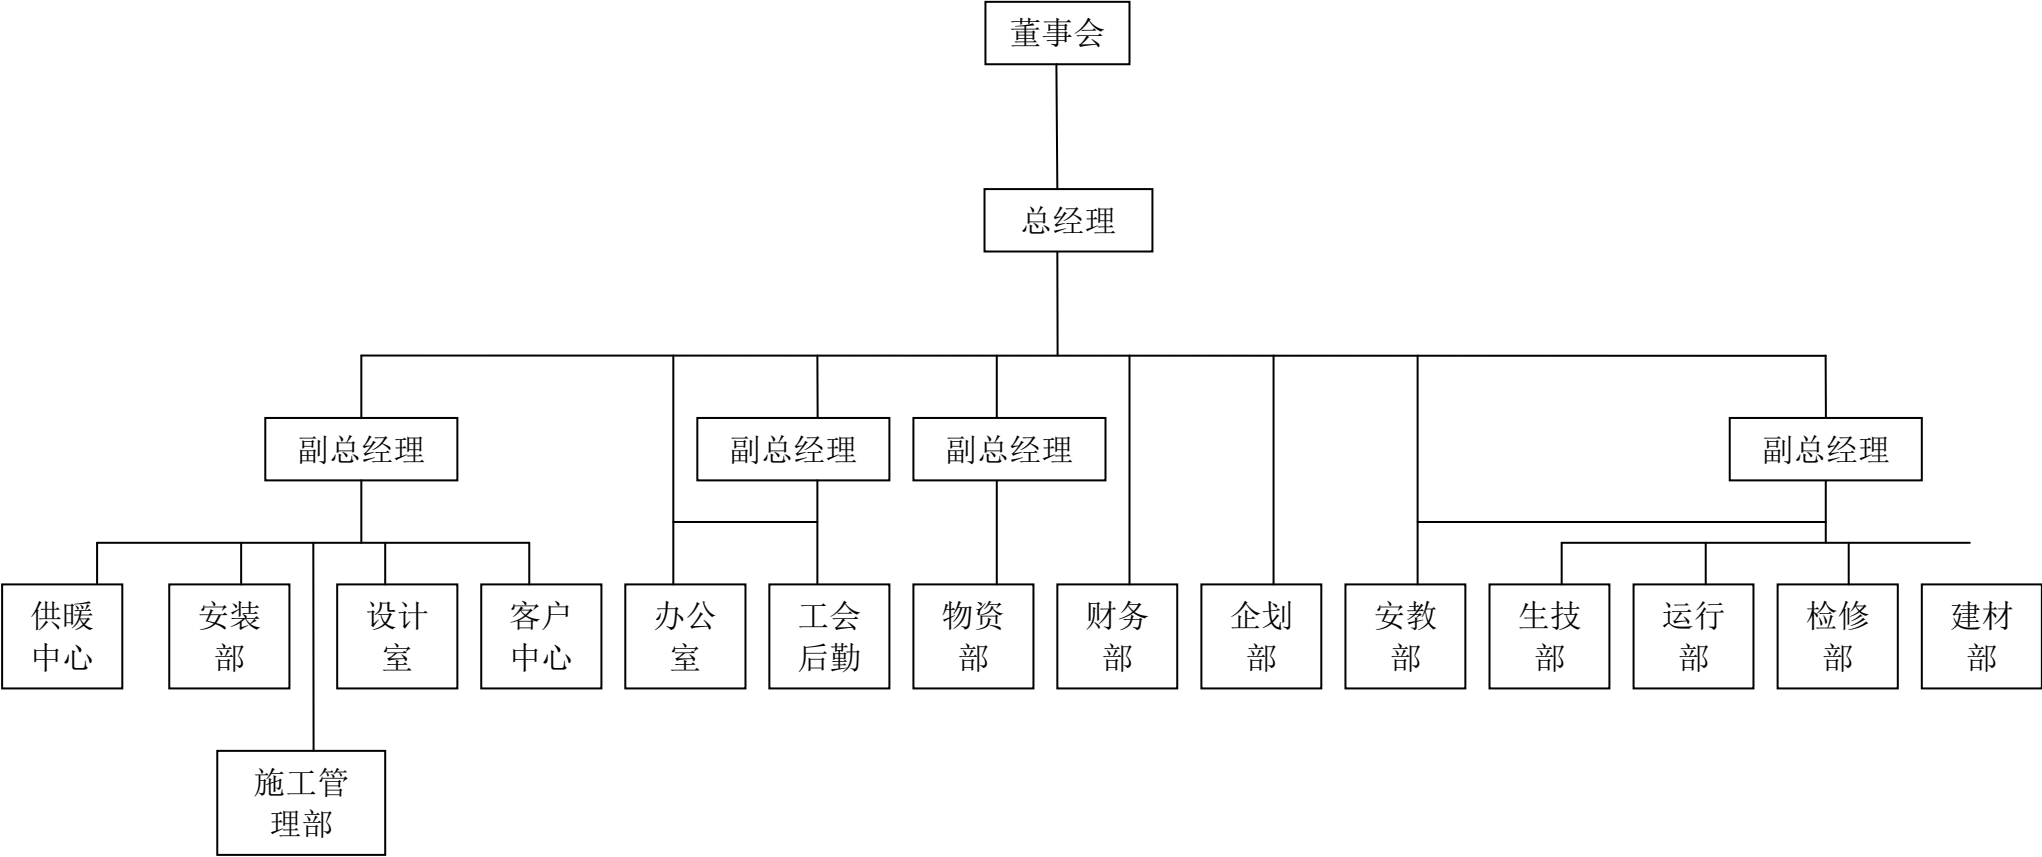 董事会
总经理
副总经理
副总经理
副总经理
副总经理
供暖
中心
安装
部
设计
室
客户
中心
办公
室
工会
后勤
物资
部
财务
部
企划
部
安教
部
生技
部
运行
部
检修
部
建材
部
施工管
理部